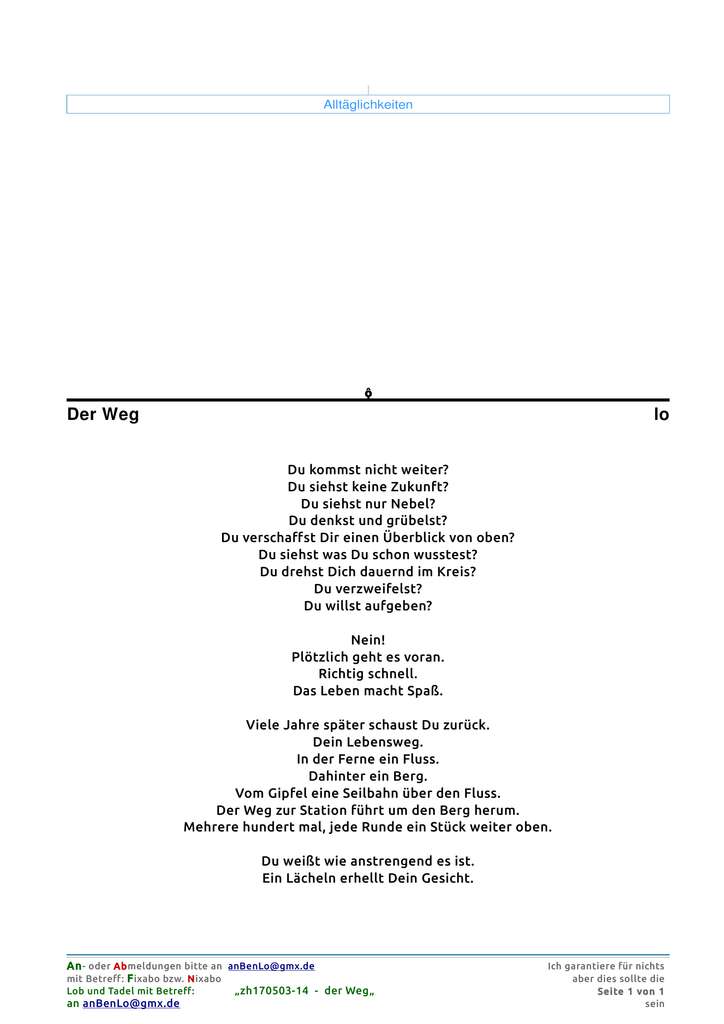 Alltäglichkeiten
Der Weg lo
Du kommst nicht weiter?
Du siehst keine Zukunft?
Du siehst nur Nebel?
Du denkst und grübelst?
Du verschaffst Dir einen Überblick von oben?
Du siehst was Du schon wusstest?
Du drehst Dich dauernd im Kreis?
Du verzweifelst?
Du willst aufgeben?
Nein!
Plötzlich geht es voran.
Richtig schnell.
Das Leben macht Spaß.
Viele Jahre später schaust Du zurück.
Dein Lebensweg.
In der Ferne ein Fluss.
Dahinter ein Berg.
Vom Gipfel eine Seilbahn über den Fluss.
Der Weg zur Station führt um den Berg herum.
Mehrere hundert mal, jede Runde ein Stück weiter oben.
Du weißt wie anstrengend es ist.
Ein Lächeln erhellt Dein Gesicht.
An- oder Abmeldungen bitte an anBenLo@gmx.de
mit Betreff: Fixabo bzw. Nixabo
Lob und Tadel mit Betreff: „zh170503-14 - der Weg„
an anBenLo@gmx.de
Ich garantiere für nichts
aber dies sollte die
Seite 1 von 1
sein